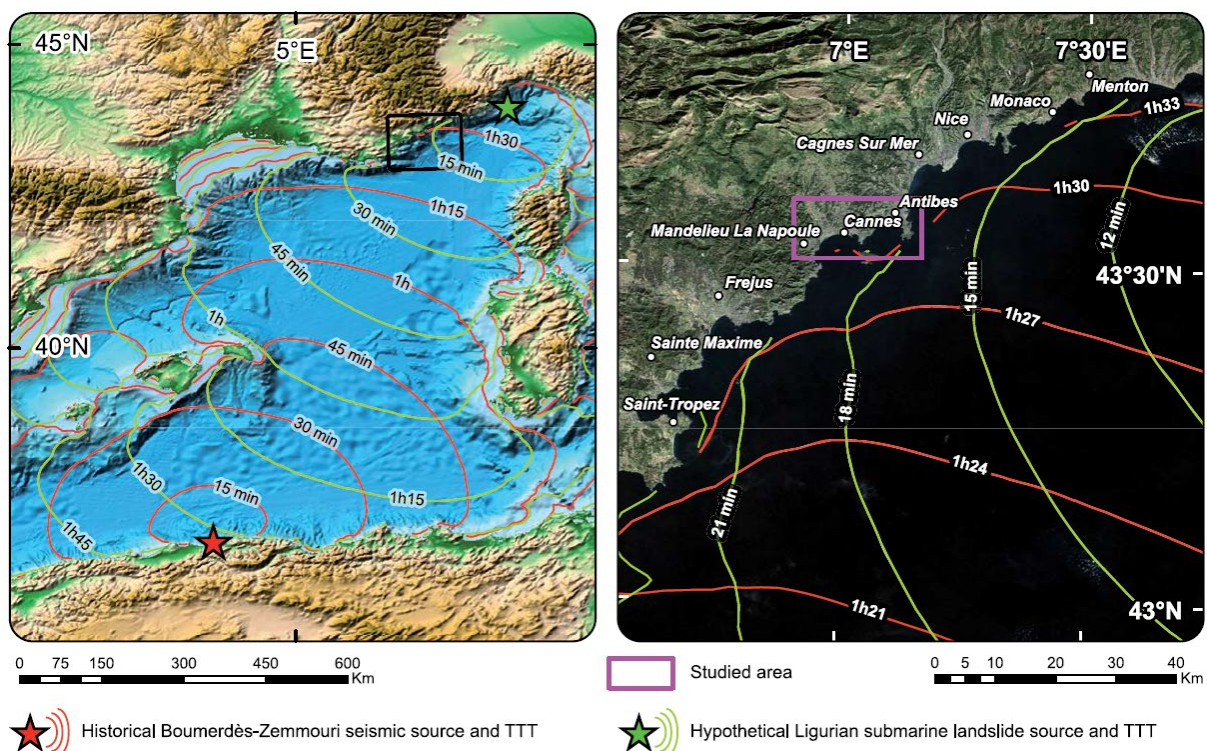 45°N
5°E
1h30
15 min
1h15
30 min
45 min
1h
1h
40°N
45 min
30 min
1h30
15 min
1h15
1h45
7°E
7°30'E
Menton
Monaco
1h33
Nice
Cagnes Sur Mer
1h30
Antibes
Cannes
Mandelieu La Napoule
12 min
43°30'N
15 min
Frejus
1h27
Sainte Maxime
18 min
Saint-Tropez
1h24
21 min
1h21
43°N
0 75 150 300 450 600
Km
Studied area
0 5 10 20 30 40
Km
Historical Boumerdès-Zemmouri seismic source and TTT
Hypothetical Ligurian submarine landslide source and TTT